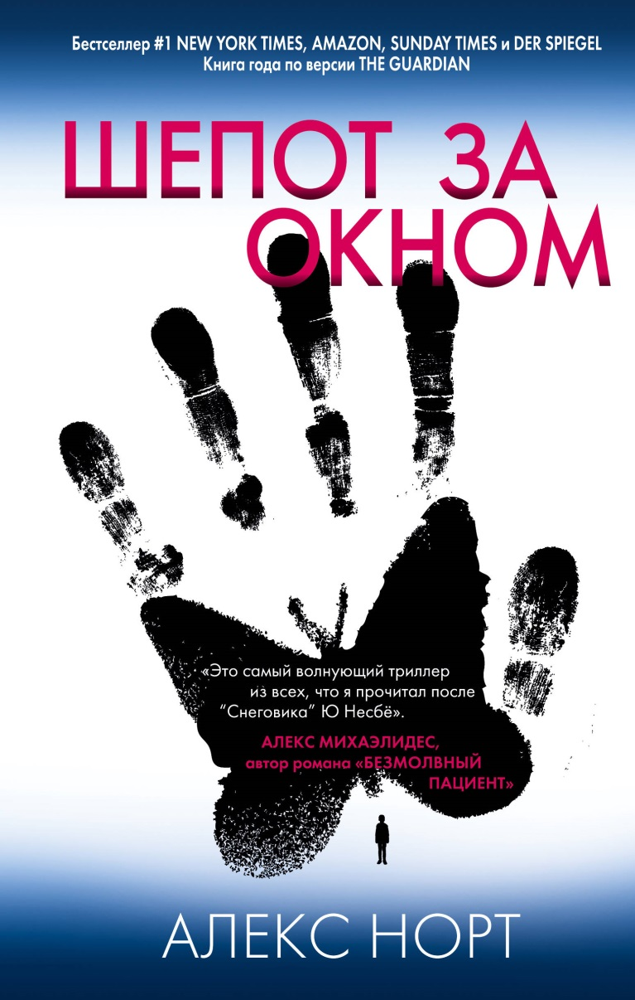 Бестселлер #1 NEW YORK TIMES, AMAZON, SUNDAY TIMES и DER SPIEGEL
Книга года по версии THE GUARDIAN
ШЕПОТ ЗА
ОКНОМ
«Это самый волнующий триллер
из всех, что я прочитал после
“Снеговика” Ю Несбё».
АЛЕКС МИХАЭЛИДЕС,
автор романа «БЕЗМОЛВНЫЙ
ПАЦИЕНТ»
АЛЕКС НОРТ